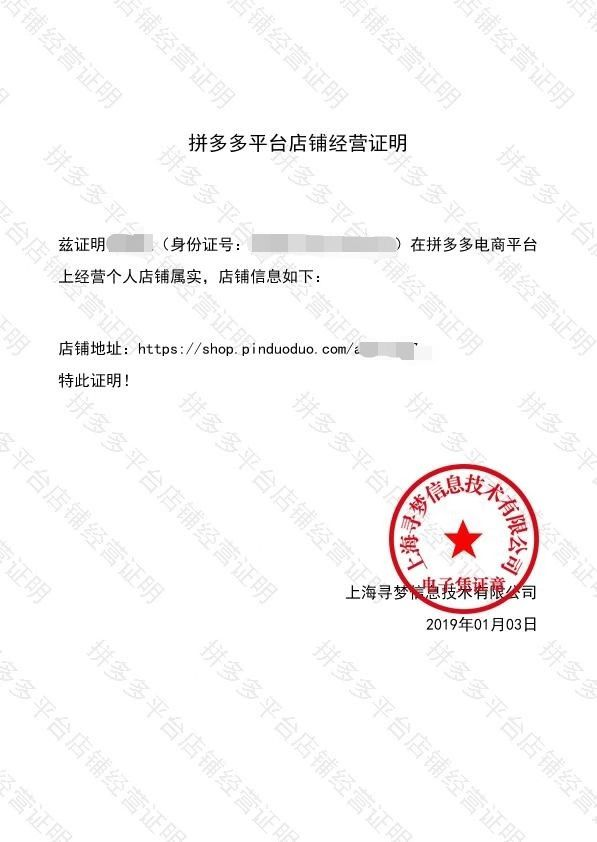 拼多多平台店铺经营证明
兹证明（身份证号：）在拼多多电商平台
上经营个人店铺属实，店铺信息如下：
店铺地址：https://shop.pinduoduo.com/a
特此证明！
上海寻梦信息技术有限公司
电子凭证章
上海寻梦信息技术有限公司
2019年01月03日
拼多多平台店铺经营证明